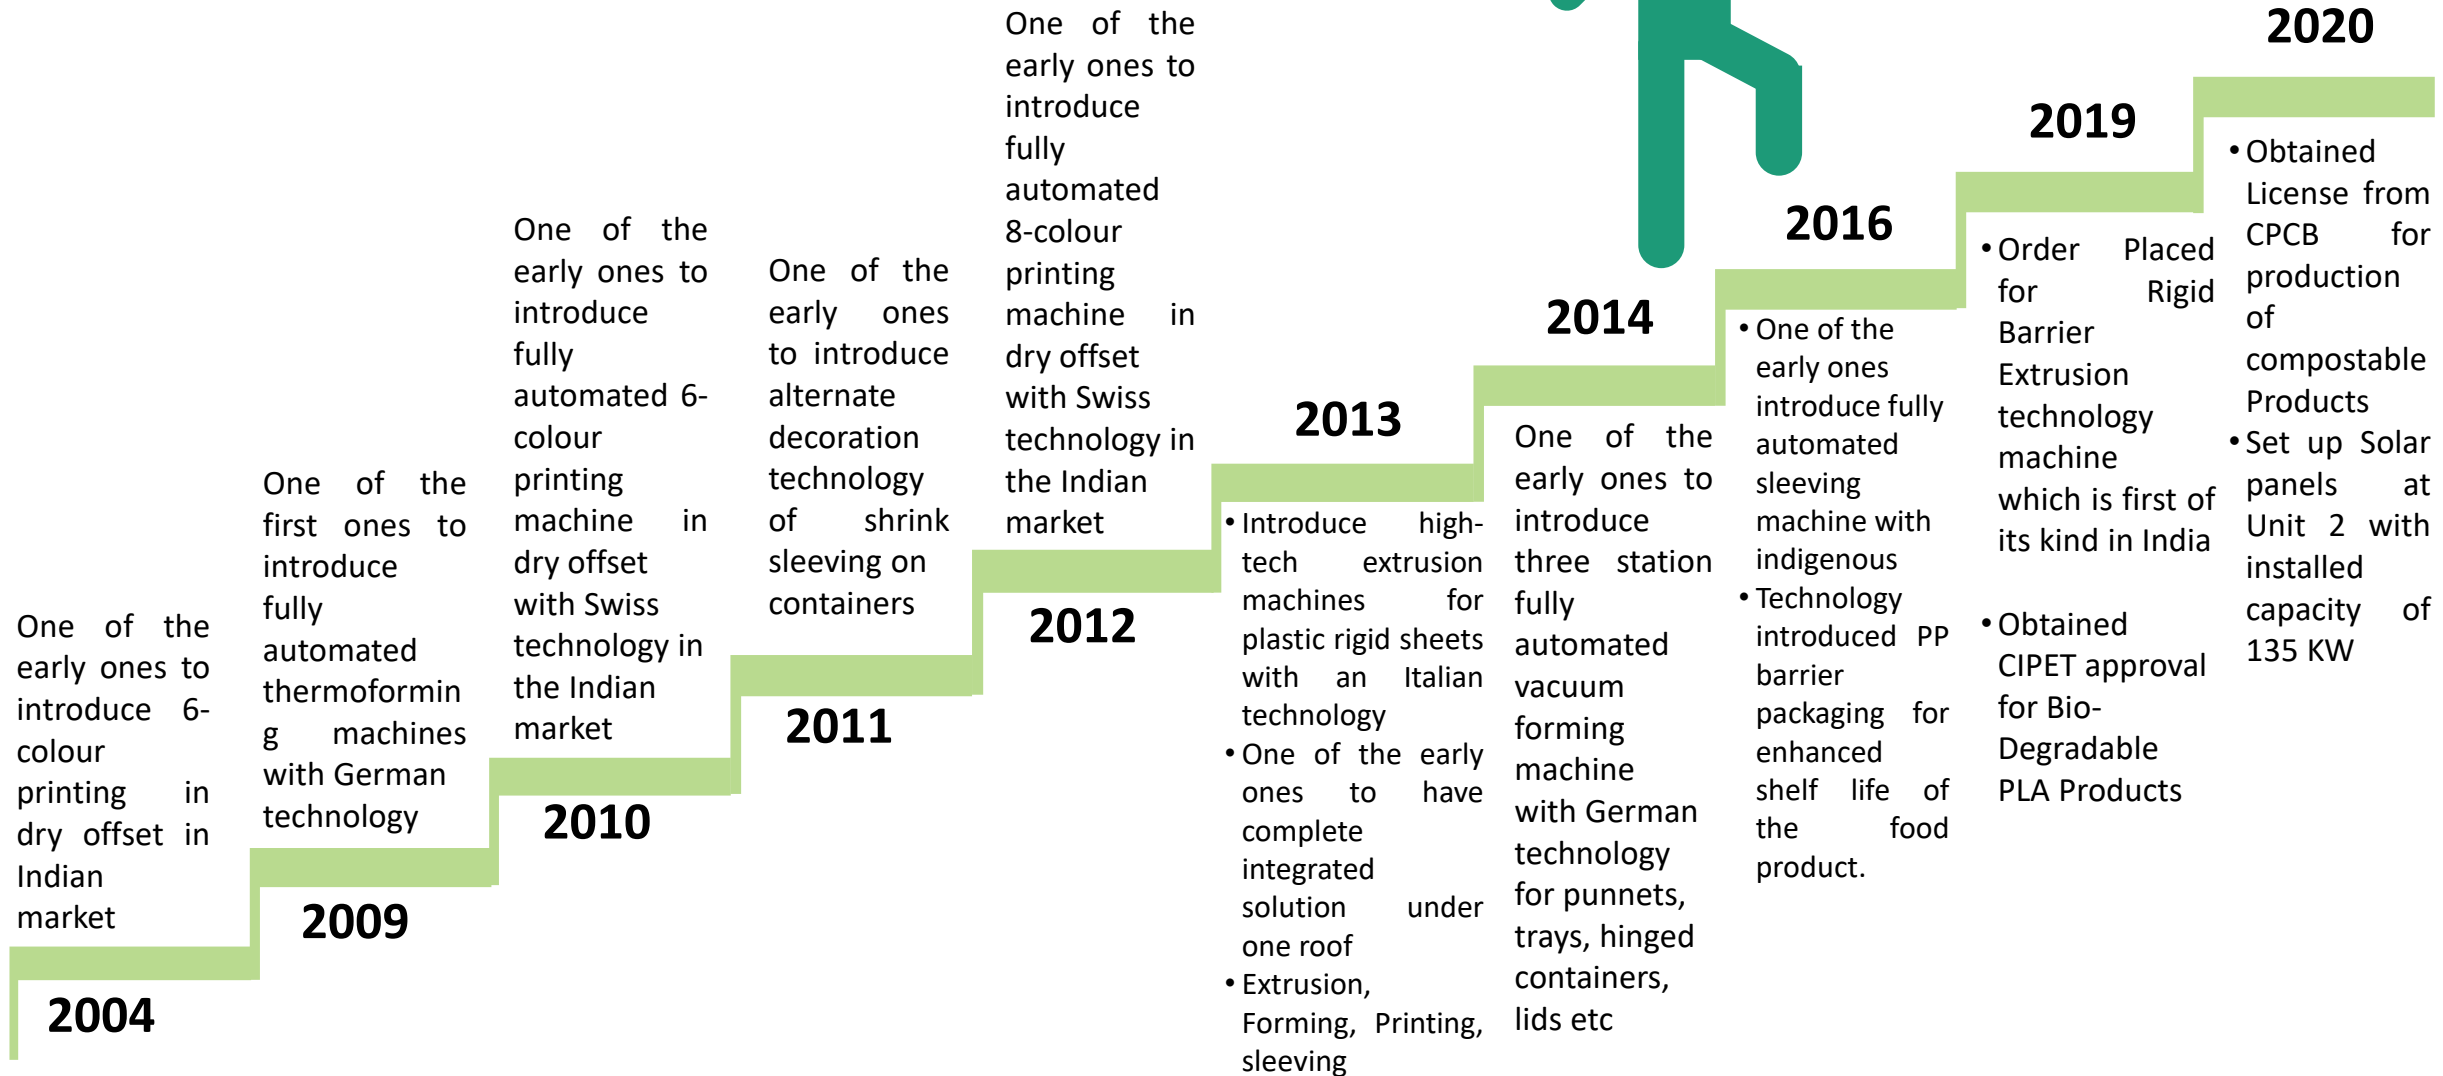 One of the
early ones to
introduce 6-
colour
printing in
dry offset in
Indian
market
2004
One of the
first ones to
introduce
fully
automated
thermoformin
g machines
with German
technology
2009
One of the
early ones to
introduce
fully
automated 6-
colour
printing
machine in
dry offset
with Swiss
technology in
the Indian
market
2010
One of the
early ones
to introduce
alternate
decoration
technology
of shrink
sleeving on
containers
2011
One of the
early ones to
introduce
fully
automated
8-colour
printing
machine in
dry offset
with Swiss
technology in
the Indian
market
2012
2013
• Introduce high-
tech extrusion
machines for
plastic rigid sheets
with an Italian
technology
• One of the early
ones to have
complete
integrated
solution under
one roof
• Extrusion,
Forming, Printing,
sleeving
2014
One of the
early ones to
introduce
three station
fully
automated
vacuum
forming
machine
with German
technology
for punnets,
trays, hinged
containers,
lids etc
2016
• One of the
early ones
introduce fully
automated
sleeving
machine with
indigenous
• Technology
introduced PP
barrier
packaging for
enhanced
shelf life of
the food
product.
2019
• Order Placed
for Rigid
Barrier
Extrusion
technology
machine
which is first of
its kind in India
• Obtained
CIPET approval
for Bio-
Degradable
PLA Products
2020
• Obtained
License from
CPCB for
production
of
compostable
Products
• Set up Solar
panels at
Unit 2 with
installed
capacity of
135 KW